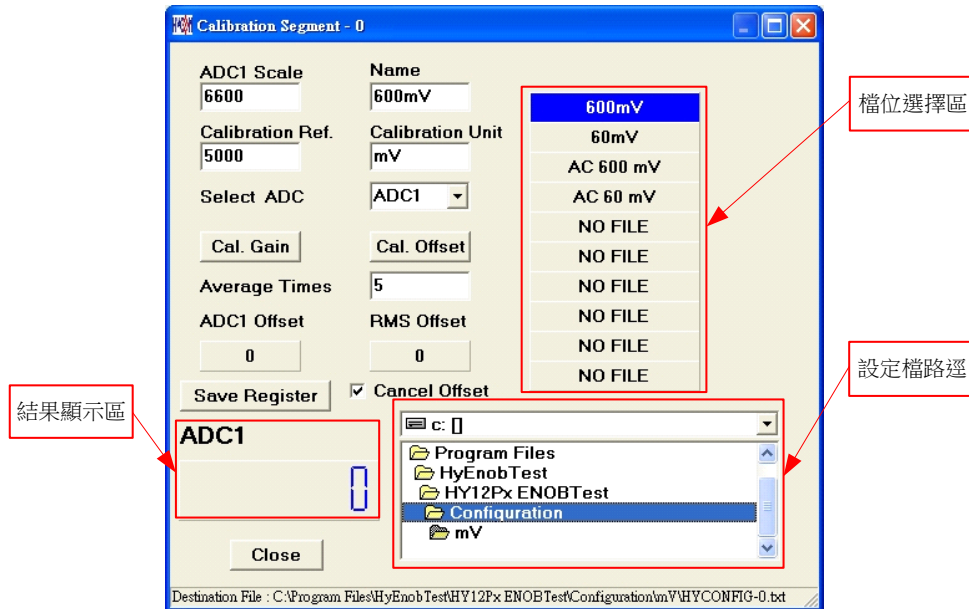 HYCON Calibration Segment - 0
ADC1 Scale
Name
6600
600mV
Calibration Ref.
Calibration Unit
5000
mV
Select ADC
ADC1
Cal. Gain
Cal. Offset
Average Times
5
ADC1 Offset
RMS Offset
0
0
Save Register
Cancel Offset
600mV
60mV
AC 600 mV
AC 60 mV
NO FILE
NO FILE
NO FILE
NO FILE
NO FILE
NO FILE
檔位選擇區
設定檔路逕
結果顯示區
ADC1
0
c: []
Program Files
HyEnobTest
HY12Px ENOBTest
Configuration
mV
Close
Destination File : C:\Program Files\HyEnobTest\HY12Px ENOBTest\Configuration\mV\HYCONFIG-0.txt